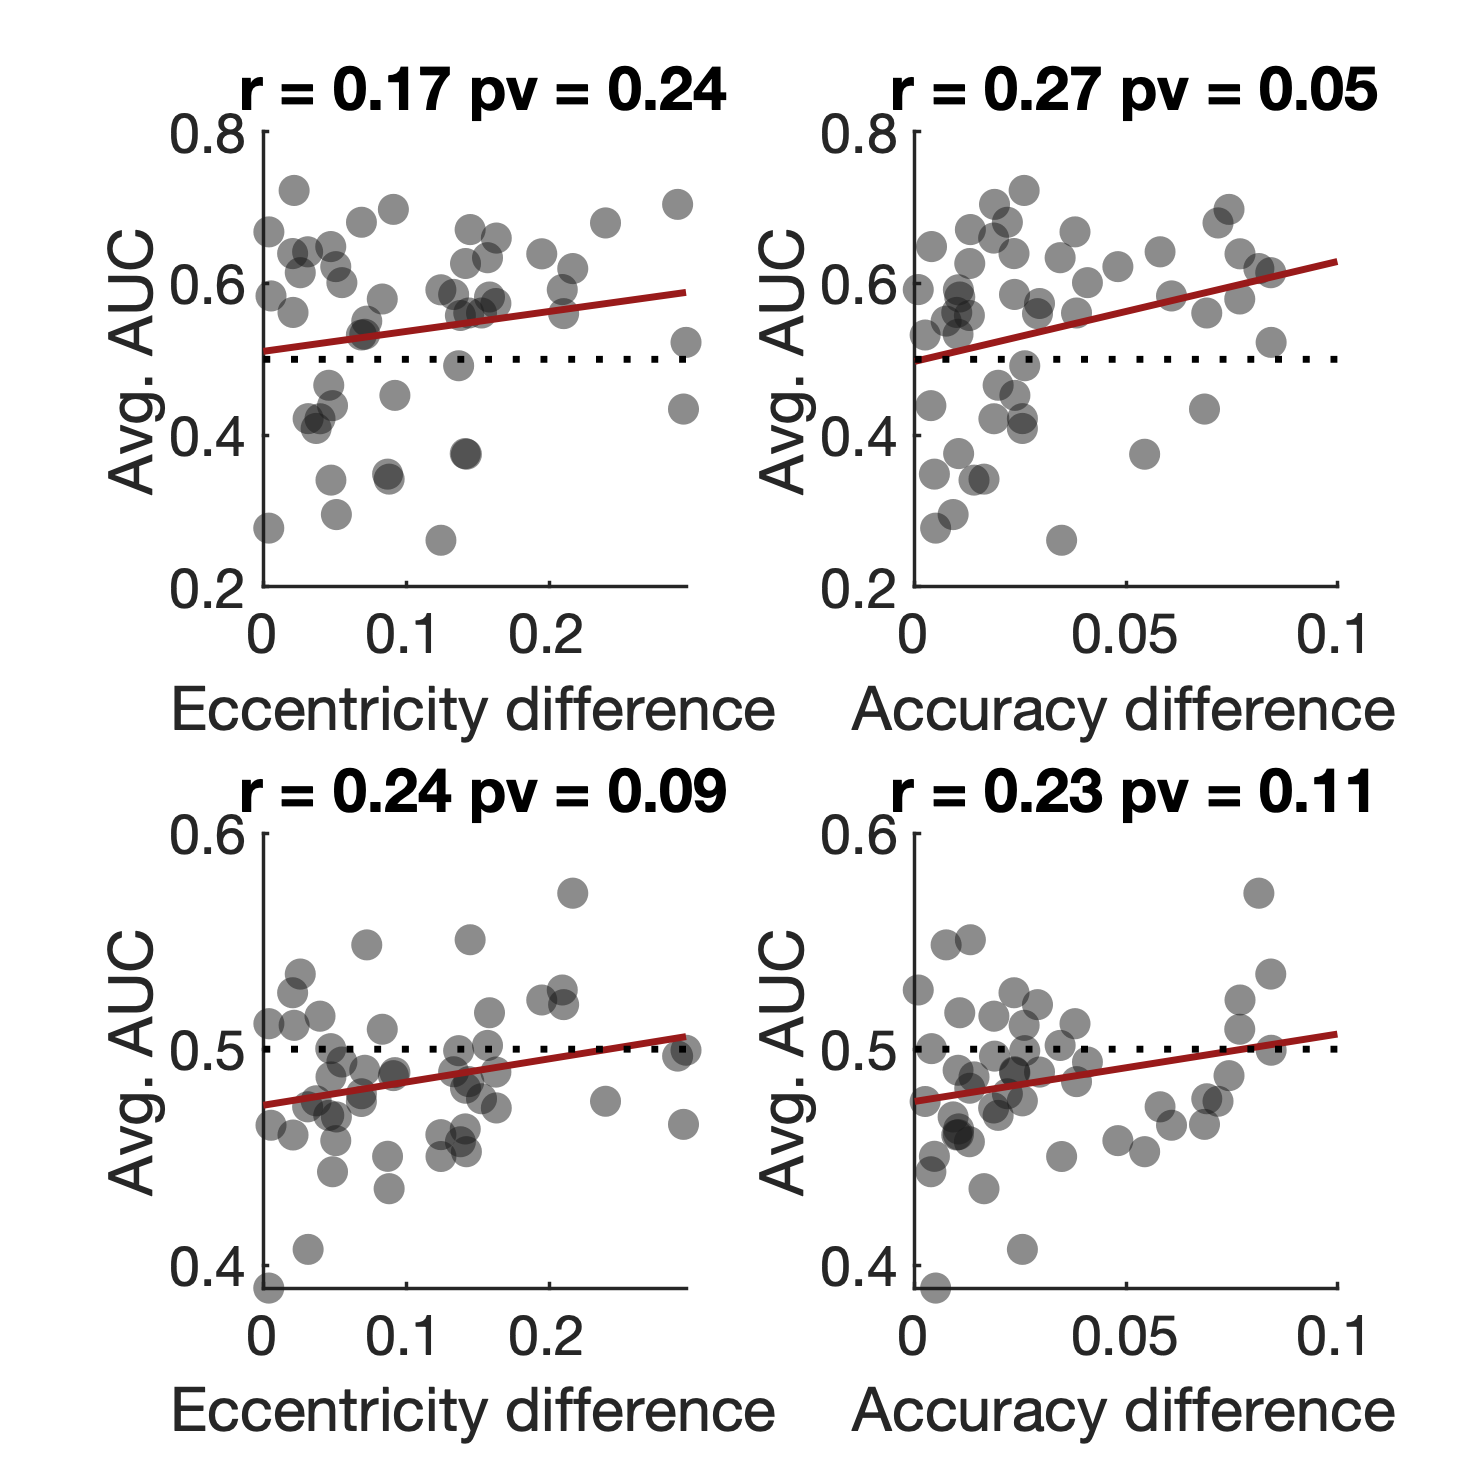 r = 0.17 pv = 0.24
0.8
0.6
0.4
0.2
Avg. AUC
0 0.1 0.2
Eccentricity difference
r = 0.27 pv = 0.05
0.8
0.6
0.4
0.2
Avg. AUC
0 0.05 0.1
Accuracy difference
r = 0.24 pv = 0.09
0.6
0.5
0.4
Avg. AUC
0 0.1 0.2
Eccentricity difference
r = 0.23 pv = 0.11
0.6
0.5
0.4
Avg. AUC
0 0.05 0.1
Accuracy difference